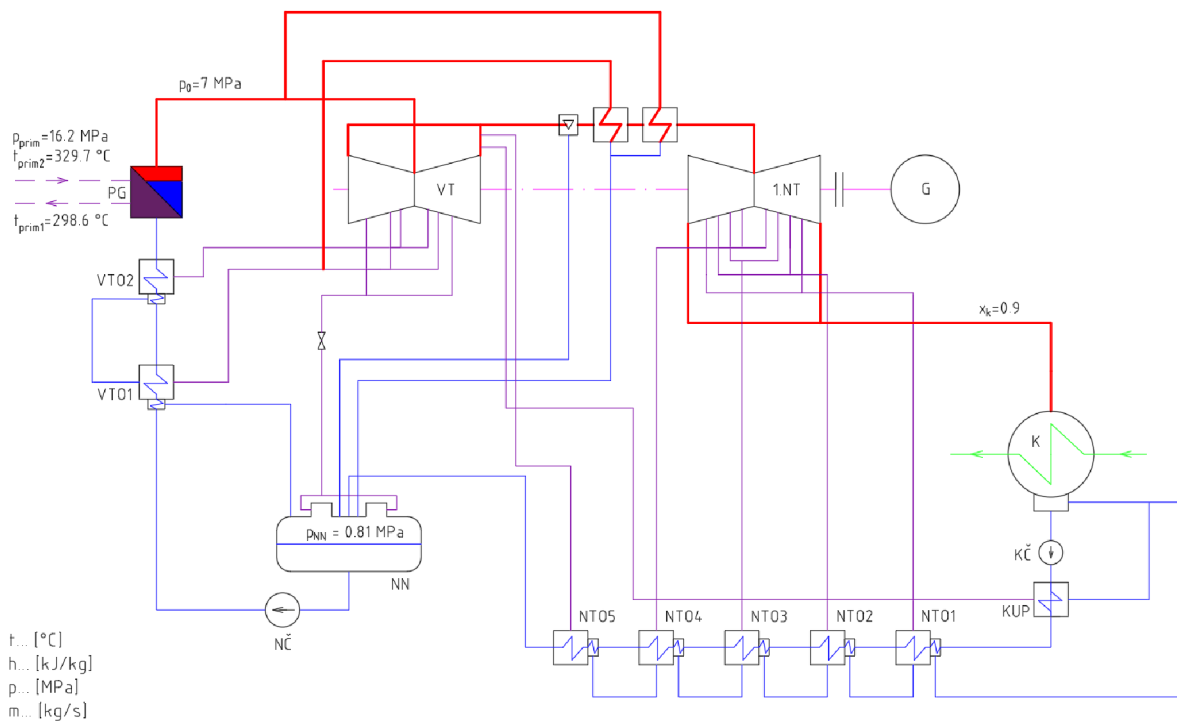 p₀=7 MPa
pprim=16.2 MPa
tprim2=329.7 °C
PG
tprim1=298.6 °C
VT
1.NT
G
VTO2
xk=0.9
VTO1
K
pNN = 0.81 MPa
KČ
NN
KUP
NČ
NTO5
NTO4
NTO3
NTO2
NTO1
t... [°C]
h... [kJ/kg]
p... [MPa]
m... [kg/s]